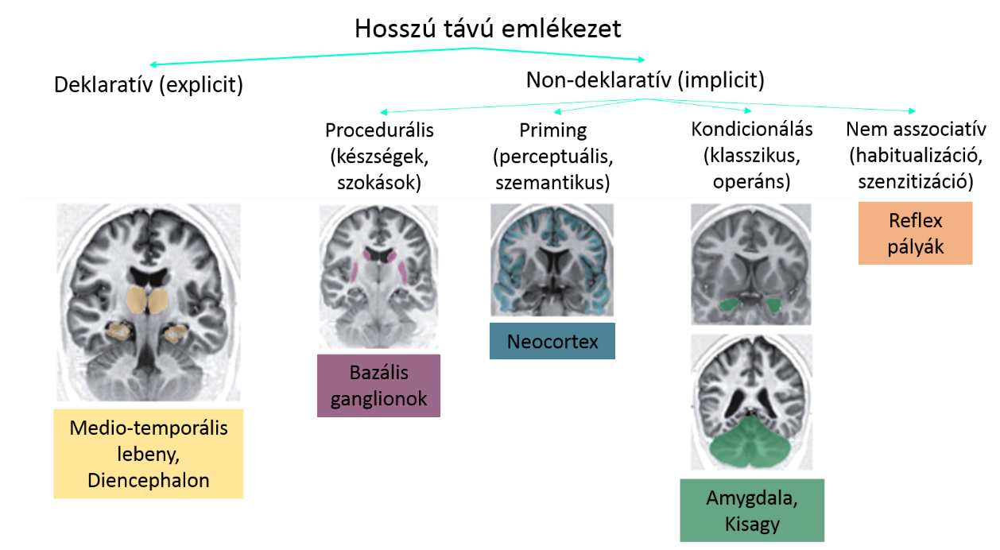 Hosszú távú emlékezet
Deklaratív (explicit)
Non-deklaratív (implicit)
Procedurális
(készségek,
szokások)
Priming
(perceptuális,
szemantikus)
Kondicionálás
(klasszikus,
operáns)
Nem asszociatív
(habitualizáció,
szenzitizáció)
Reflex
pályák
Neocortex
Bazális
ganglionok
Medio-temporális
lebeny,
Diencephalon
Amygdala,
Kisagy